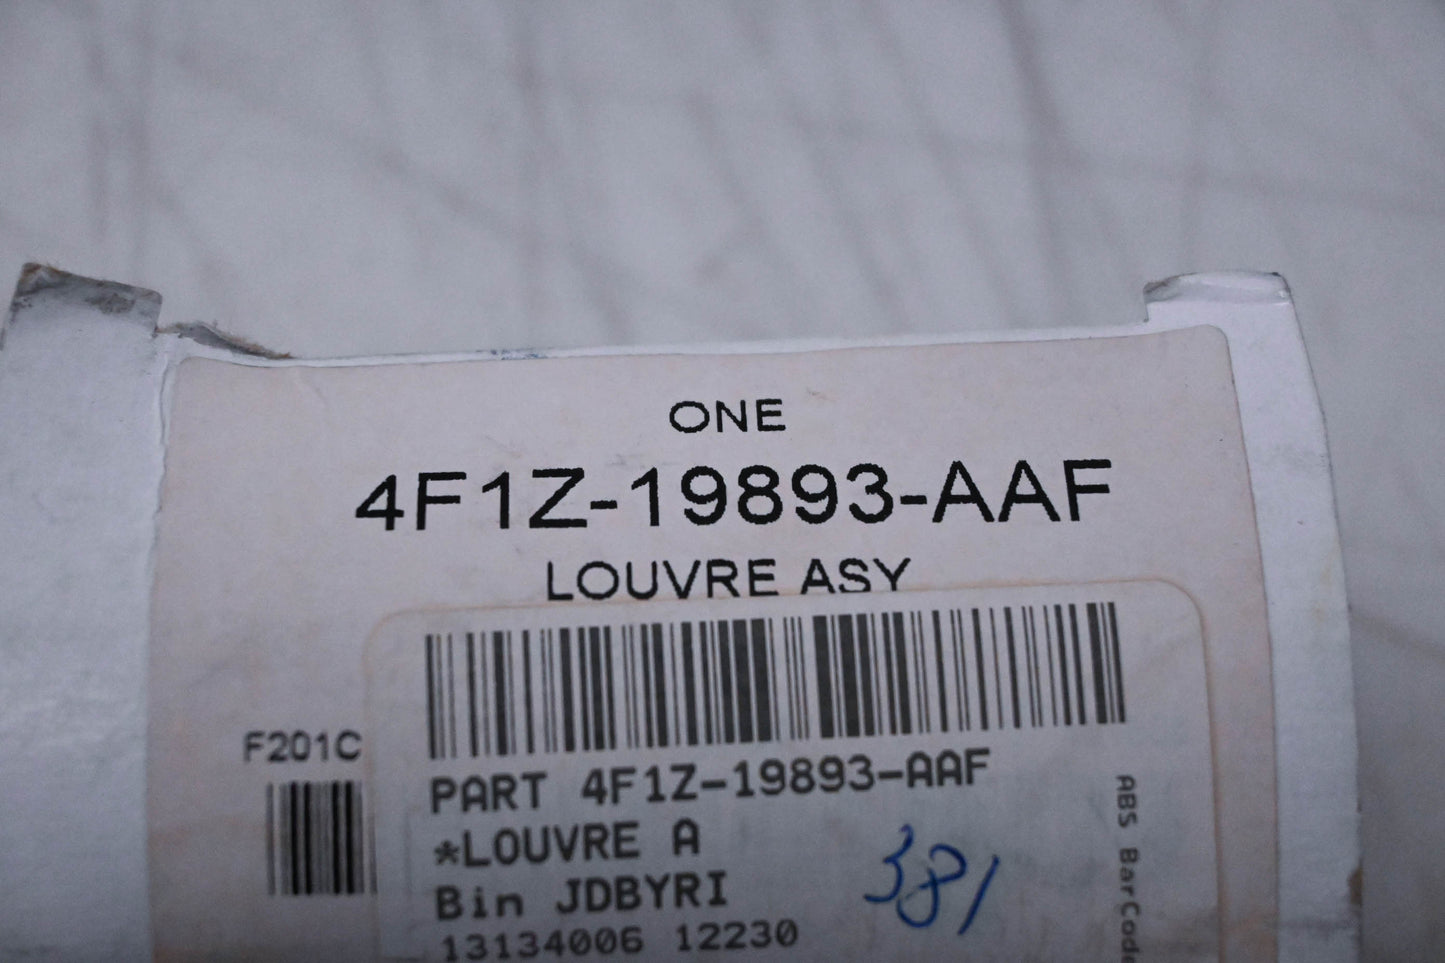 ONE
4F1Z-19893-AAF
LOUVRE ASY
F201C
PART 4F1Z-19893-AAF
*LOUVRE A
Bin JDBYRI
13134006 12230
381
ABS BarCode